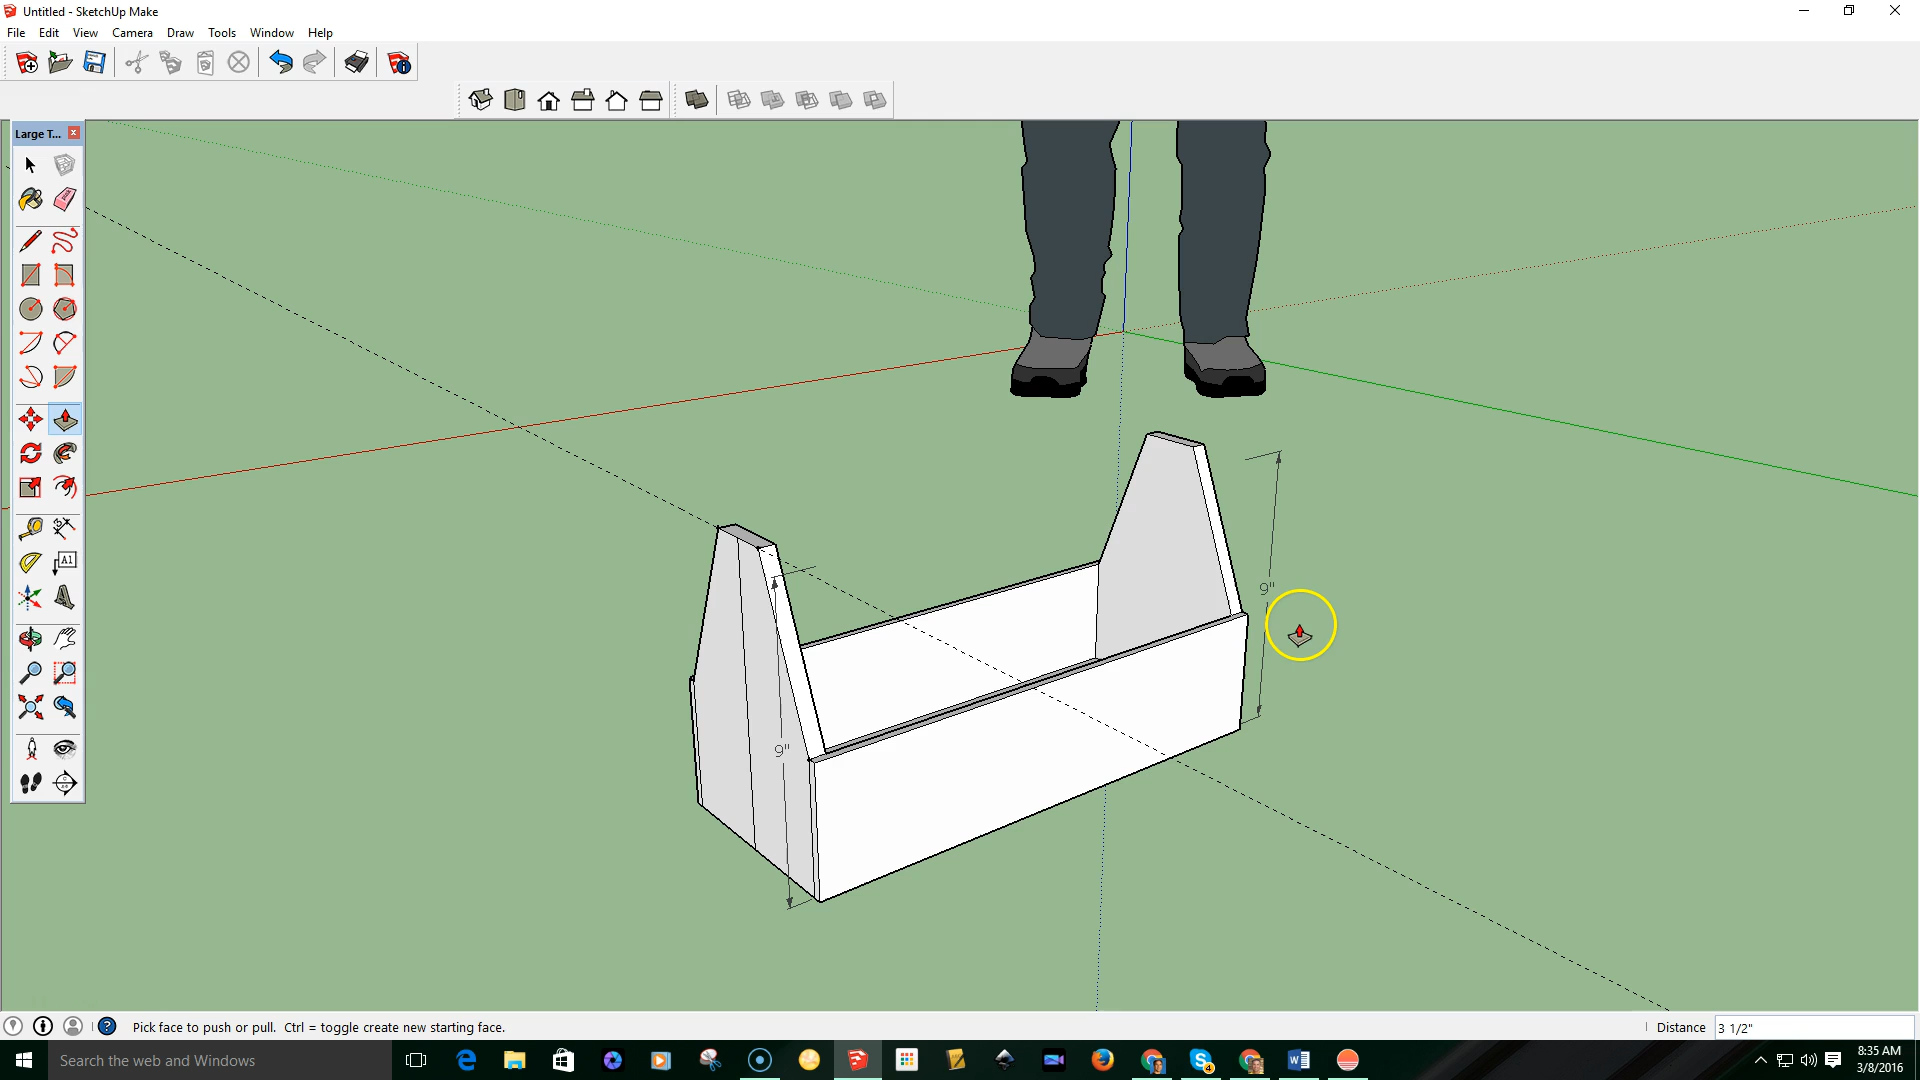 Untitled - SketchUp Make
File Edit View Camera Draw Tools Window Help
Large T...
A1
9"
9"
Pick face to push or pull. Ctrl = toggle create new starting face.
Distance 3 1/2"
Search the web and Windows
4
8:35 AM
3/8/2016